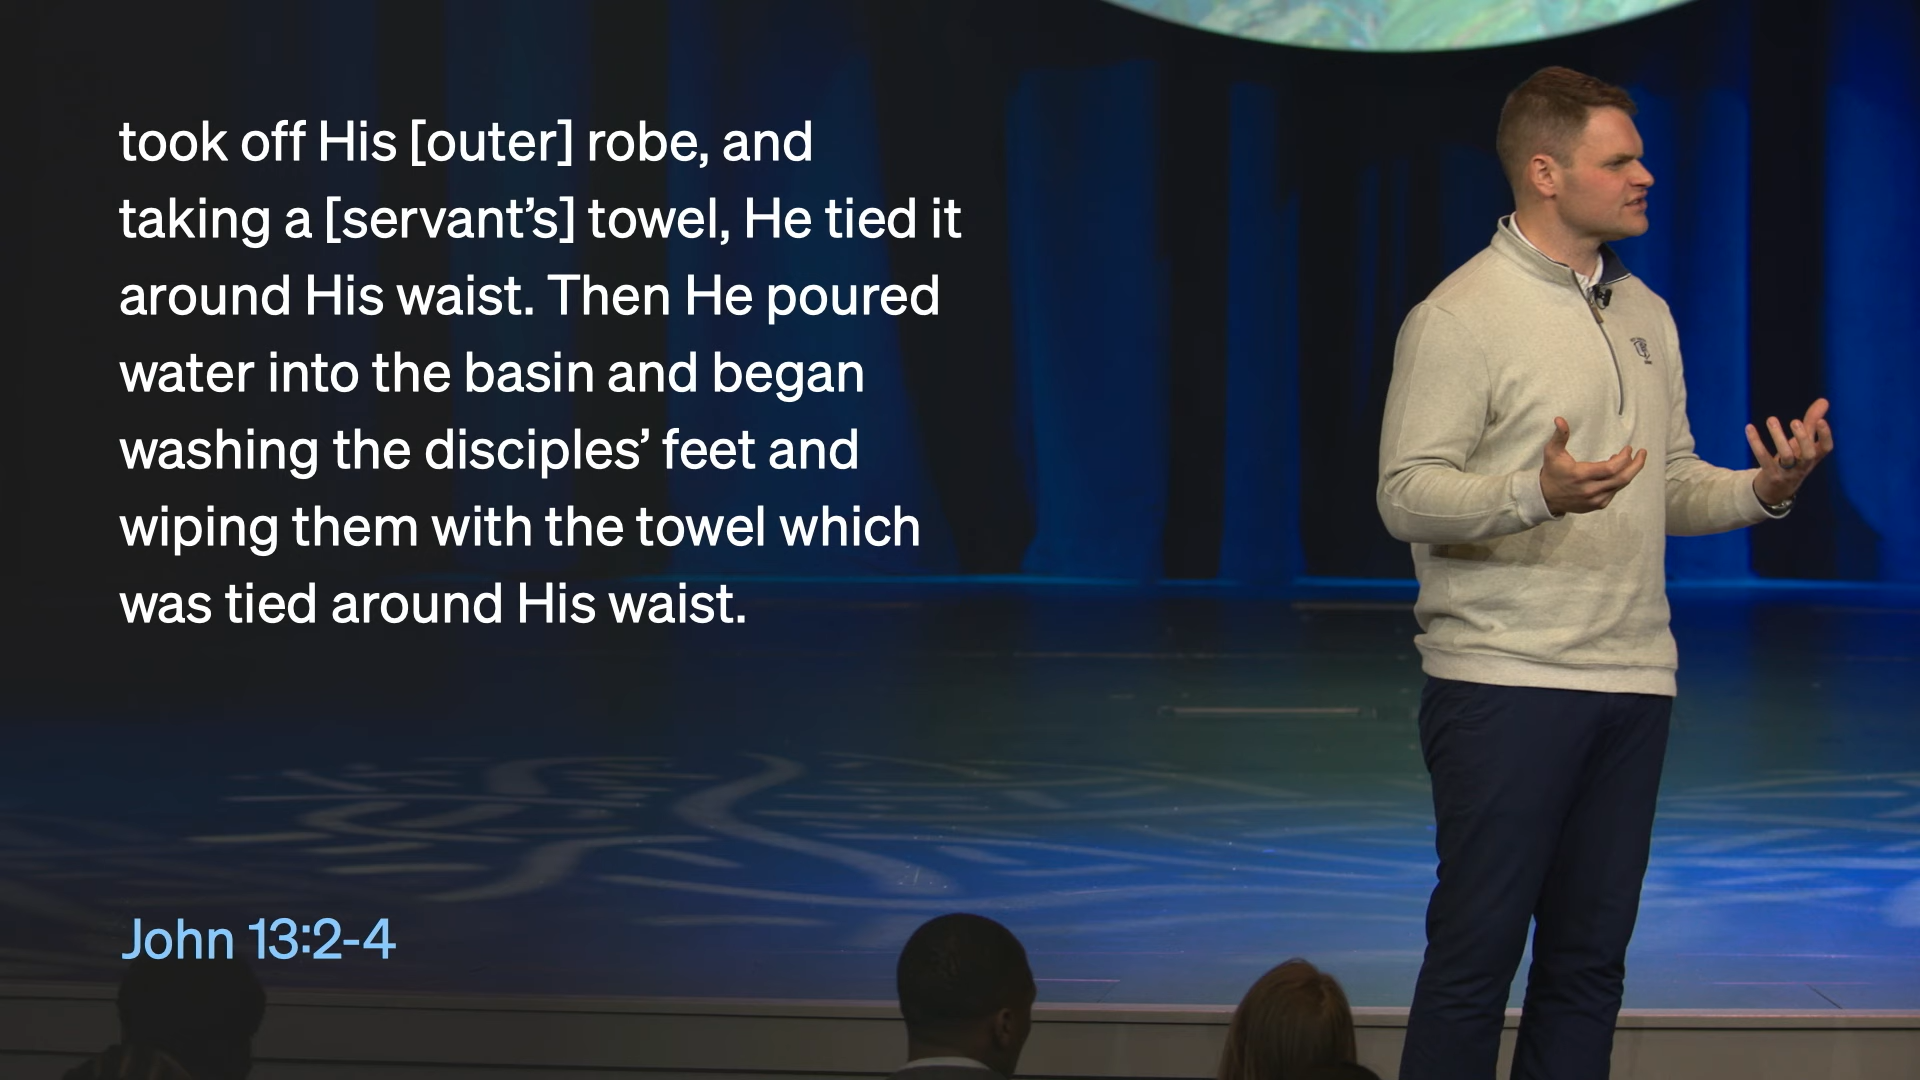 took off His [outer] robe, and
taking a [servant’s] towel, He tied it
around His waist. Then He poured
water into the basin and began
washing the disciples’ feet and
wiping them with the towel which
was tied around His waist.
John 13:2-4